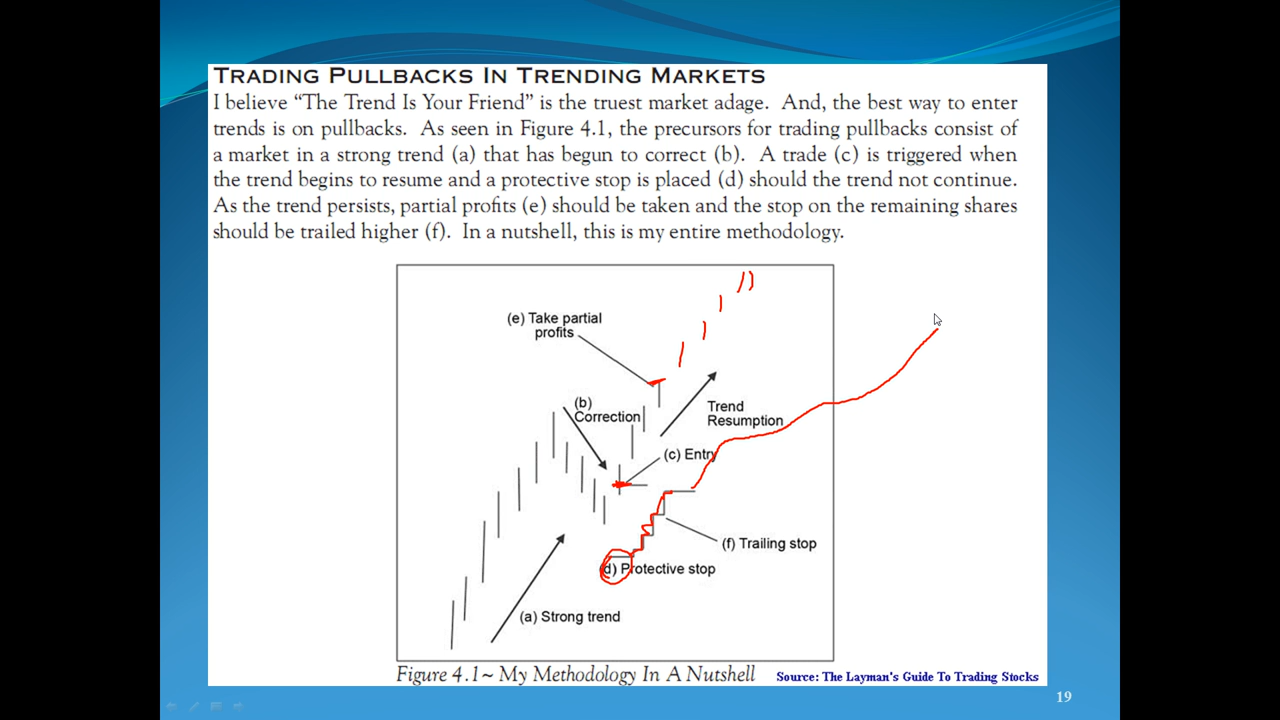 TRADING PULLBACKS IN TRENDING MARKETS
I believe “The Trend Is Your Friend” is the truest market adage. And, the best way to enter
trends is on pullbacks. As seen in Figure 4.1, the precursors for trading pullbacks consist of
a market in a strong trend (a) that has begun to correct (b). A trade (c) is triggered when
the trend begins to resume and a protective stop is placed (d) should the trend not continue.
As the trend persists, partial profits (e) should be taken and the stop on the remaining shares
should be trailed higher (f). In a nutshell, this is my entire methodology.
(e) Take partial
profits
(b)
Correction
Trend
Resumption
(c) Entry
(f) Trailing stop
(d) Protective stop
(a) Strong trend
Figure 4.1~ My Methodology In A Nutshell
Source: The Layman's Guide To Trading Stocks
19